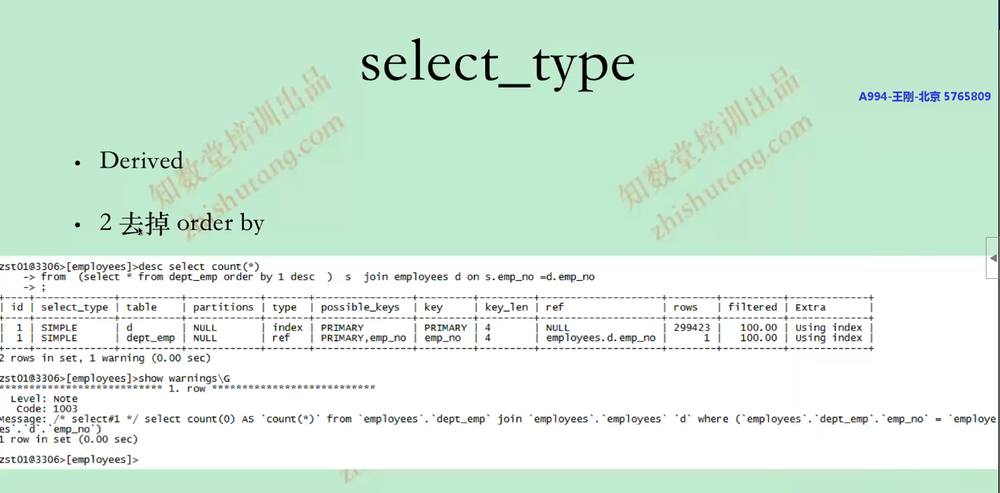 select_type
A994-王刚-北京 5765809
知数堂培训出品
zhishutang.com
知数堂培训出品
zhishutang.com
• Derived
• 2 去掉 order by
zst01@3306>[employees]>desc select count(*)
    -> from  (select * from dept_emp order by 1 desc  )  s  join employees d on s.emp_no =d.emp_no
    -> ;
+----+-------------+----------+------------+-------+----------------+---------+---------+--------------------+--------+----------+-------------+
| id | select_type | table    | partitions | type  | possible_keys  | key     | key_len | ref                | rows   | filtered | Extra       |
+----+-------------+----------+------------+-------+----------------+---------+---------+--------------------+--------+----------+-------------+
|  1 | SIMPLE      | d        | NULL       | index | PRIMARY        | PRIMARY | 4       | NULL               | 299423 |   100.00 | Using index |
|  1 | SIMPLE      | dept_emp | NULL       | ref   | PRIMARY,emp_no | emp_no  | 4       | employees.d.emp_no |      1 |   100.00 | Using index |
+----+-------------+----------+------------+-------+----------------+---------+---------+--------------------+--------+----------+-------------+
2 rows in set, 1 warning (0.00 sec)
zst01@3306>[employees]>show warnings\G
*************************** 1. row ***************************
  Level: Note
   Code: 1003
Message: /* select#1 */ select count(0) AS `count(*)` from `employees`.`dept_emp` join `employees`.`employees` `d` where (`employees`.`dept_emp`.`emp_no` = `employe
es`.`d`.`emp_no`)
1 row in set (0.00 sec)
zst01@3306>[employees]>